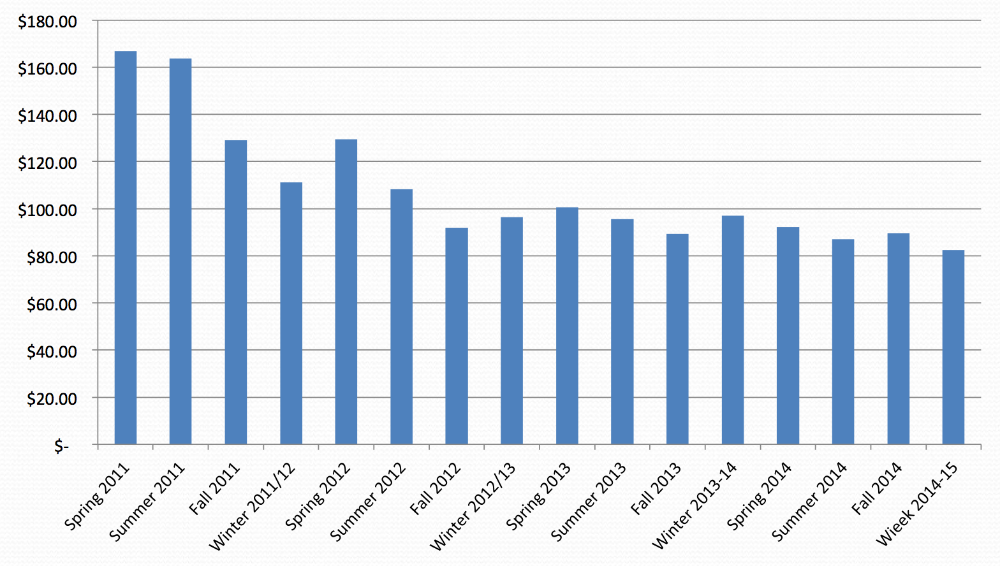 $180.00
$160.00
$140.00
$120.00
$100.00
$80.00
$60.00
$40.00
$20.00
$-
Spring 2011
Summer 2011
Fall 2011
Winter 2011/12
Spring 2012
Summer 2012
Fall 2012
Winter 2012/13
Spring 2013
Summer 2013
Fall 2013
Winter 2013-14
Spring 2014
Summer 2014
Fall 2014
Wieek 2014-15